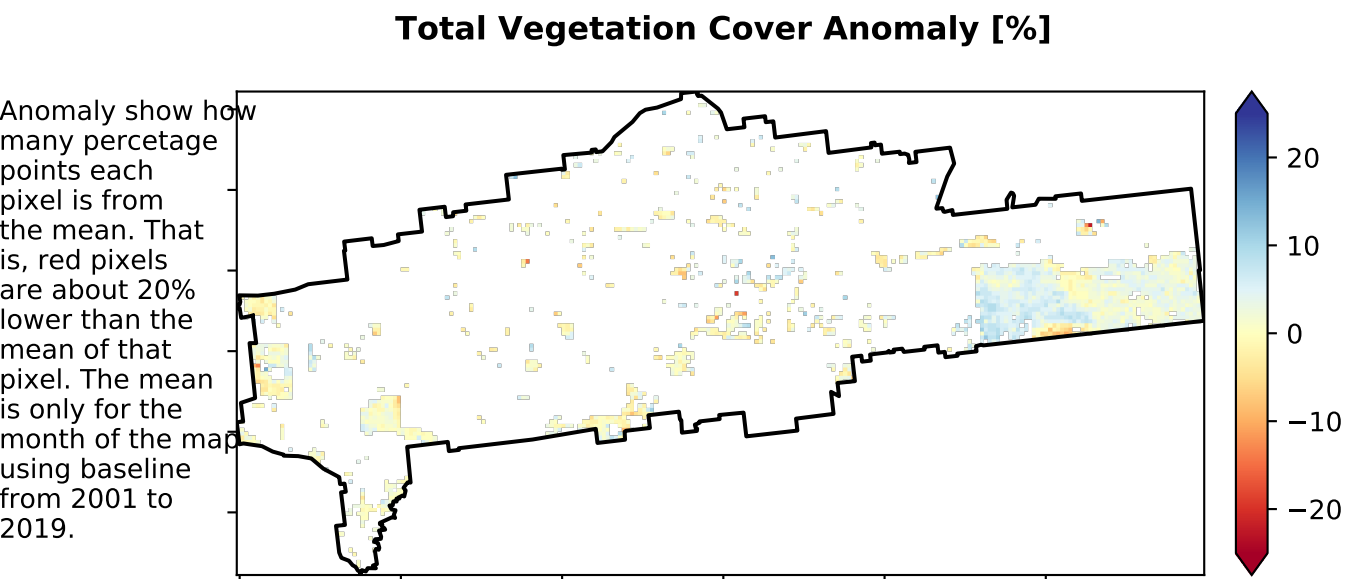 Total Vegetation Cover Anomaly [%]
Anomaly show how
many percetage
points each
pixel is from
the mean. That
is, red pixels
are about 20%
lower than the
mean of that
pixel. The mean
is only for the
month of the map
using baseline
from 2001 to
2019.
20
10
0
−10
−20